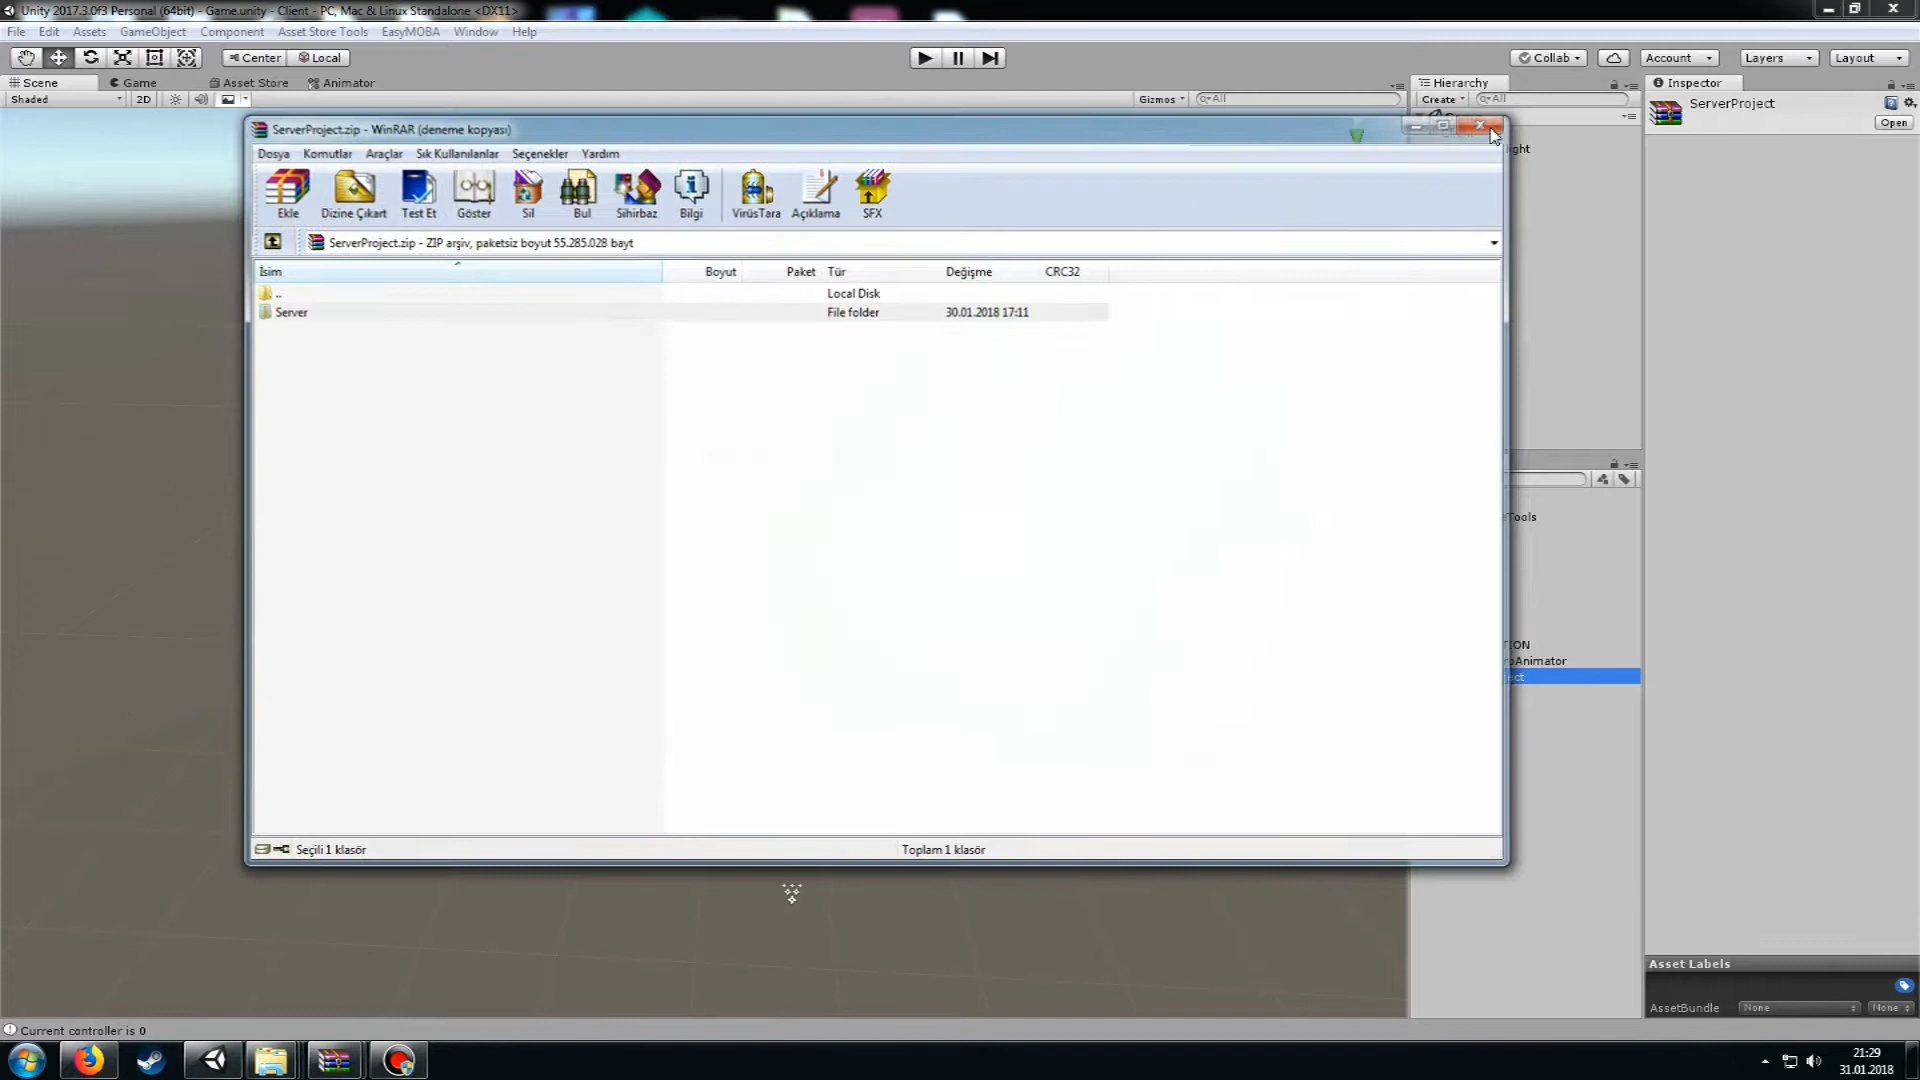 Unity 2017.3.0f3 Personal (64bit) - Game.unity - Client - PC, Mac & Linux Standalone <DX11>
File Edit Assets GameObject Component Asset Store Tools EasyMOBA Window Help
Center Local
Collab Account Layers Layout
Scene Game Asset Store Animator
Hierarchy
Inspector
Shaded 2D
Gizmos All
Create All
ServerProject
Open
ServerProject.zip - WinRAR (deneme kopyası)
Dosya Komutlar Araçlar Sık Kullanılanlar Seçenekler Yardım
Ekle Dizine Çıkart Test Et Göster Sil Bul Sihirbaz Bilgi VirüsTara Açıklama SFX
ServerProject.zip - ZIP arşiv, paketsiz boyut 55.285.028 bayt
İsim Boyut Paket Tür Değişme CRC32
.. Local Disk
Server File folder 30.01.2018 17:11
Seçili 1 klasör
Toplam 1 klasör
ight
Tools
ION
oAnimator
ject
Asset Labels
AssetBundle None None
Current controller is 0
21:29
31.01.2018